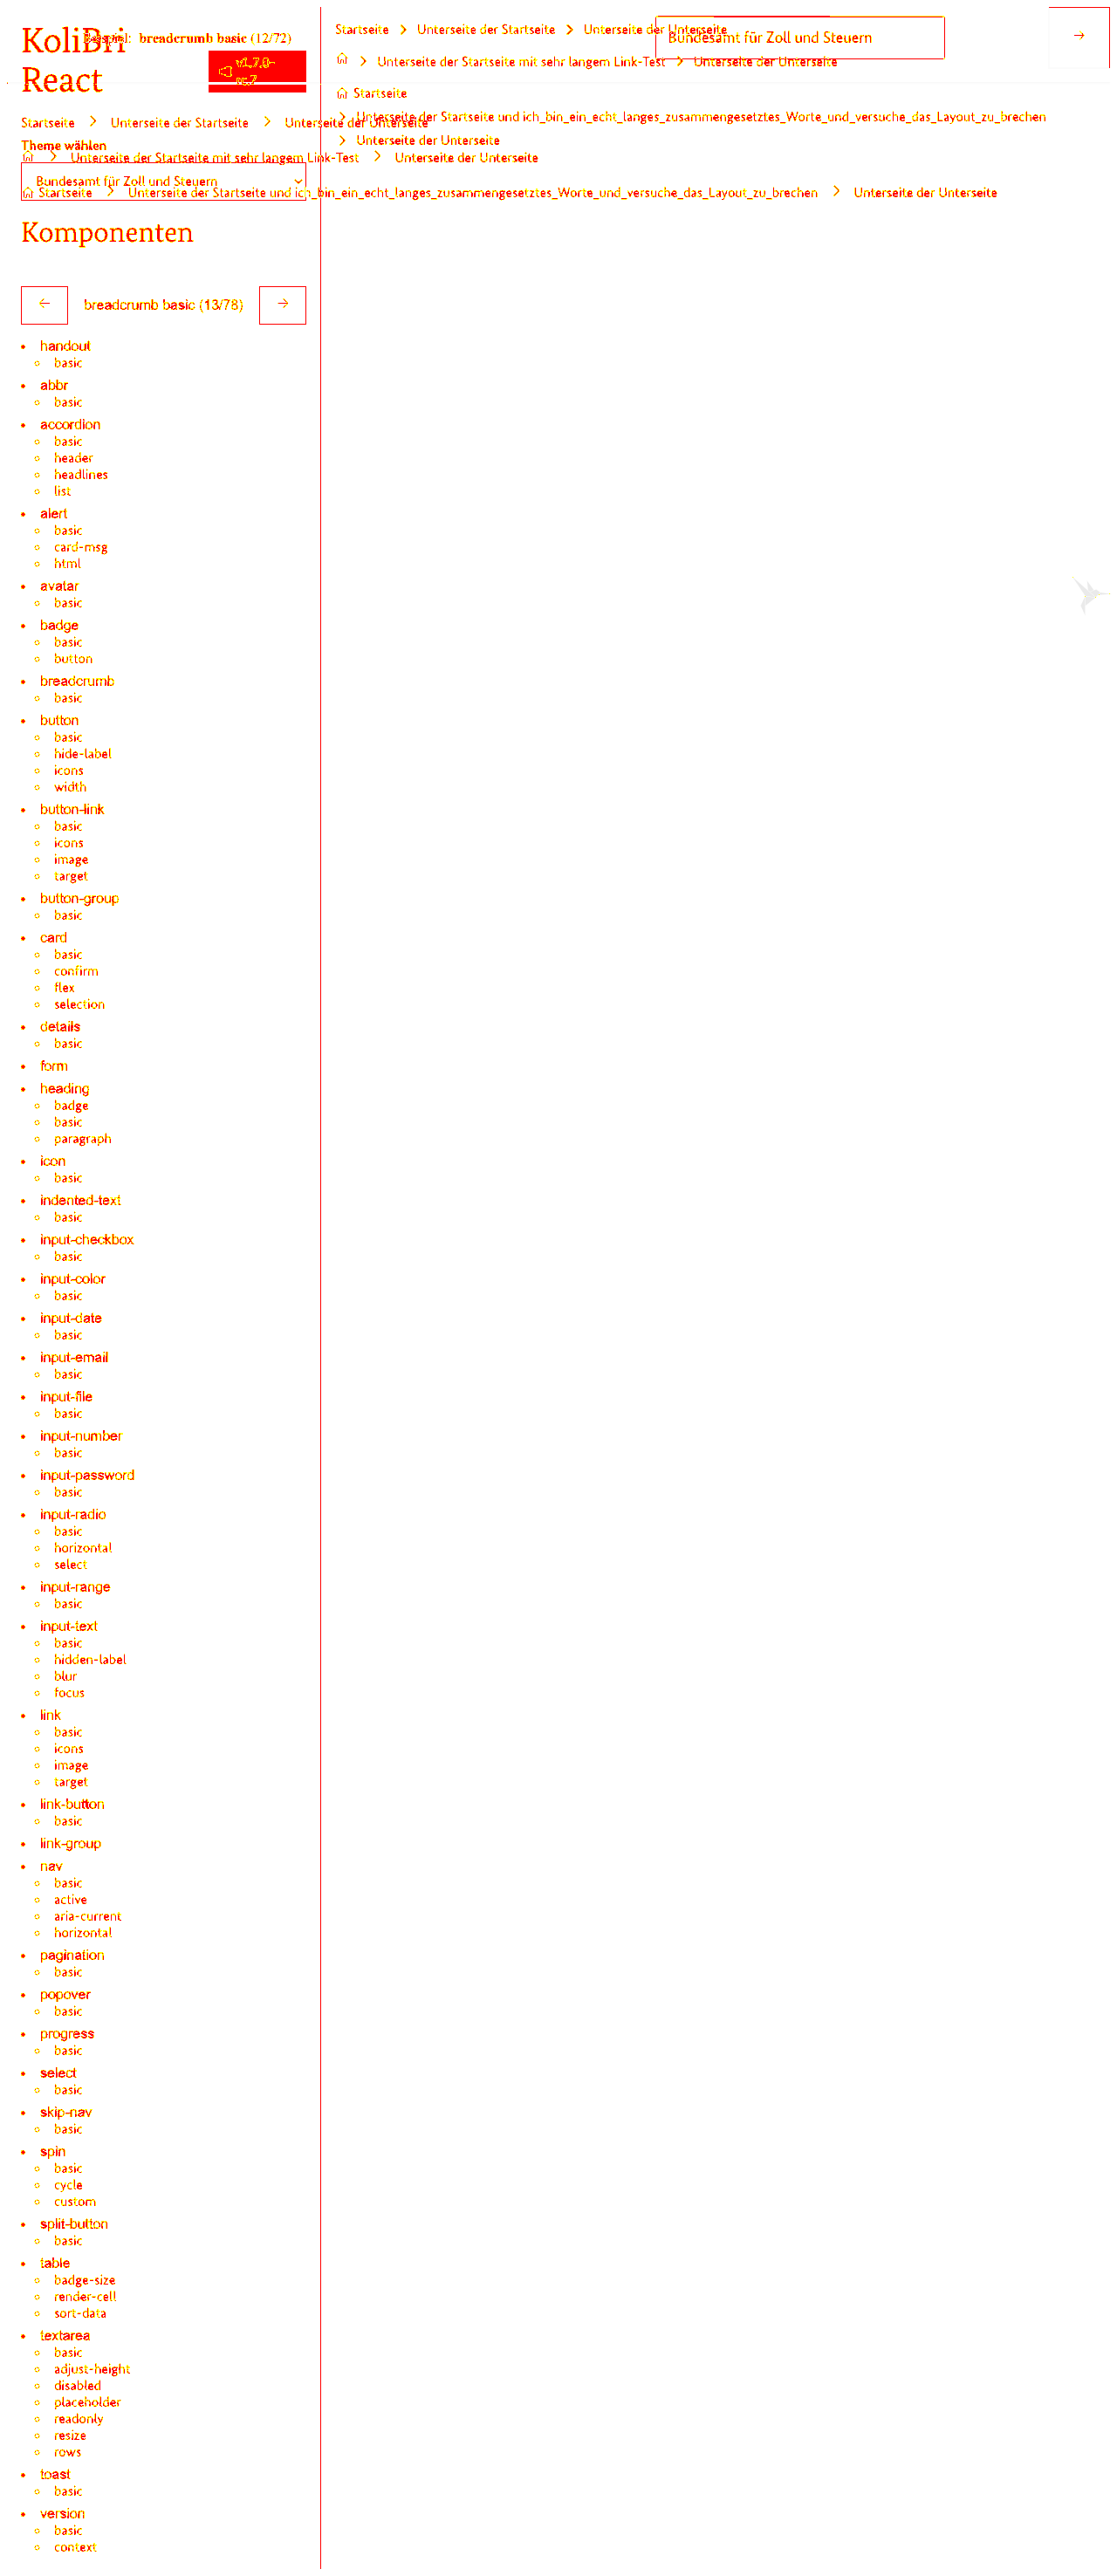 KoliBri
React
Beispiel: breadcrumb basic (12/72)
v1.7.0-
rc.2
Startseite Unterseite der Startseite Unterseite der Unterseite
Bundesamt für Zoll und Steuern
Unterseite der Startseite mit sehr langem Link-Test Unterseite der Unterseite
Startseite
Unterseite der Startseite und ich_bin_ein_echt_langes_zusammengesetztes_Worte_und_versuche_das_Layout_zu_brechen
Unterseite der Unterseite
Startseite Unterseite der Startseite Unterseite der Unterseite
Theme wählen
Unterseite der Startseite mit sehr langem Link-Test Unterseite der Unterseite
Bundesamt für Zoll und Steuern
Startseite Unterseite der Startseite und ich_bin_ein_echt_langes_zusammengesetztes_Worte_und_versuche_das_Layout_zu_brechen Unterseite der Unterseite
Komponenten
breadcrumb basic (13/78)
handout
basic
abbr
basic
accordion
basic
header
headlines
list
alert
basic
card-msg
html
avatar
basic
badge
basic
button
breadcrumb
basic
button
basic
hide-label
icons
width
button-link
basic
icons
image
target
button-group
basic
card
basic
confirm
flex
selection
details
basic
form
heading
badge
basic
paragraph
icon
basic
indented-text
basic
input-checkbox
basic
input-color
basic
input-date
basic
input-email
basic
input-file
basic
input-number
basic
input-password
basic
input-radio
basic
horizontal
select
input-range
basic
input-text
basic
hidden-label
blur
focus
link
basic
icons
image
target
link-button
basic
link-group
nav
basic
active
aria-current
horizontal
pagination
basic
popover
basic
progress
basic
select
basic
skip-nav
basic
spin
basic
cycle
custom
split-button
basic
table
badge-size
render-cell
sort-data
textarea
basic
adjust-height
disabled
placeholder
readonly
resize
rows
toast
basic
version
basic
context